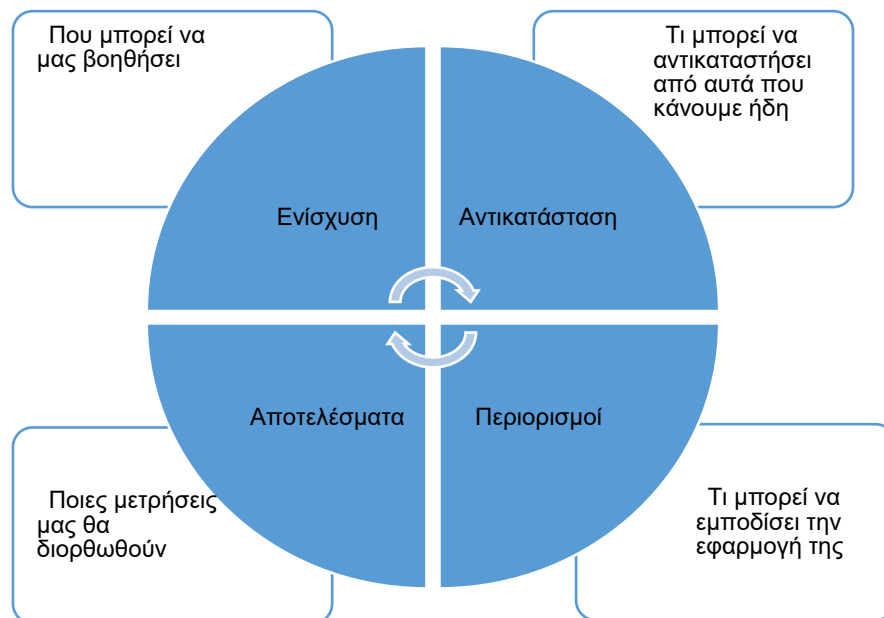 Που μπορεί να
μας βοηθήσει
Τι μπορεί να
αντικαταστήσει
από αυτά που
κάνουμε ήδη
Ενίσχυση
Αντικατάσταση
Αποτελέσματα
Περιορισμοί
Ποιες μετρήσεις
μας θα
διορθωθούν
Τι μπορεί να
εμποδίσει την
εφαρμογή της